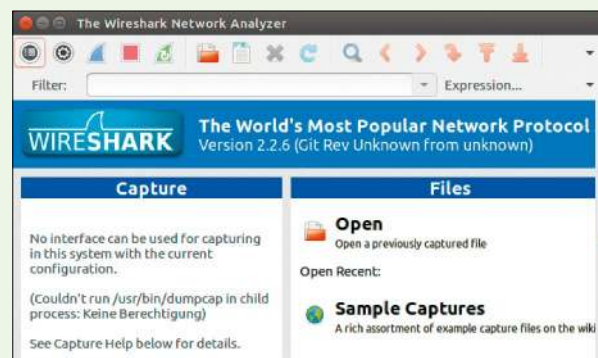 The Wireshark Network Analyzer
Filter:
Expression...
WIRESHARK
The World's Most Popular Network Protocol
Version 2.2.6 (Git Rev Unknown from unknown)
Capture
No interface can be used for capturing
in this system with the current
configuration.
(Couldn't run /usr/bin/dumpcap in child
process: Keine Berechtigung)
See Capture Help below for details.
Files
Open
Open a previously captured file
Open Recent:
Sample Captures
A rich assortment of example capture files on the wiki